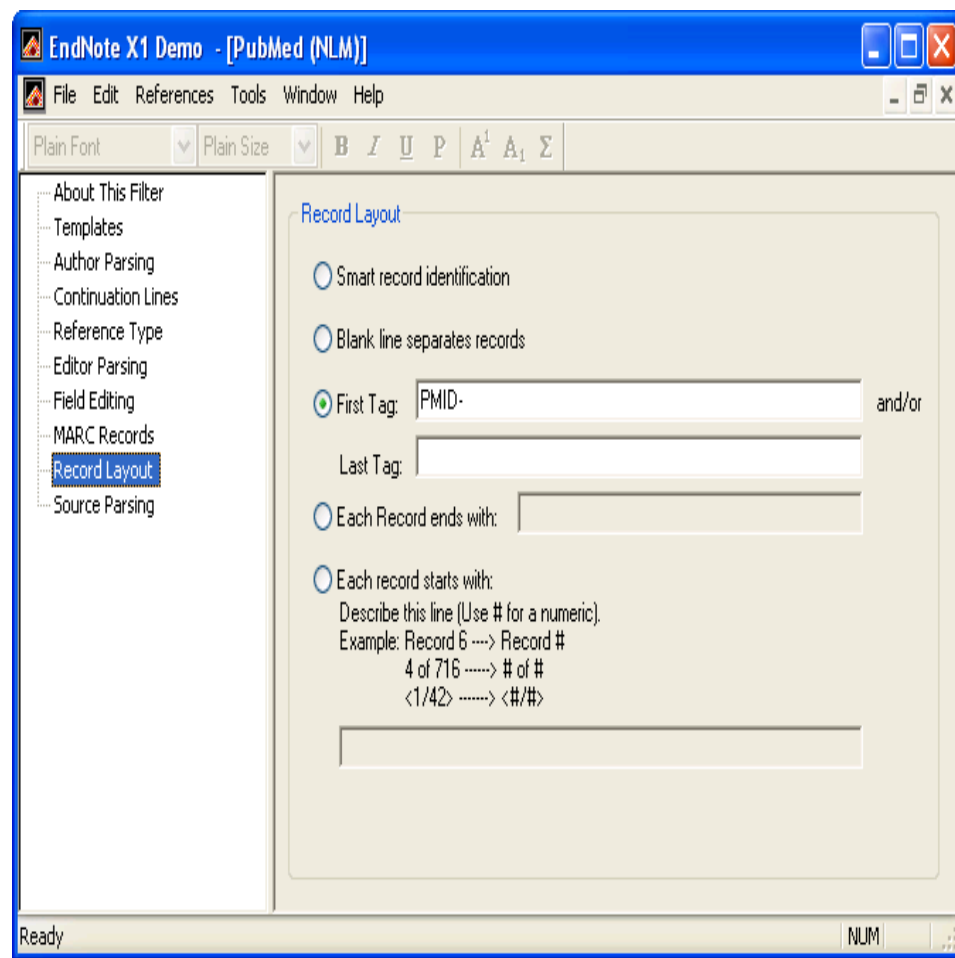 EndNote X1 Demo - [PubMed (NLM)]
File Edit References Tools Window Help
Plain Font Plain Size B I U P A¹ A₁ Σ
About This Filter
Templates
Author Parsing
Continuation Lines
Reference Type
Editor Parsing
Field Editing
MARC Records
Record Layout
Source Parsing
Record Layout
Smart record identification
Blank line separates records
First Tag: PMID- and/or
Last Tag:
Each Record ends with:
Each record starts with:
Describe this line (Use # for a numeric).
Example: Record 6 ----> Record #
4 of 716 ------> # of #
<1/42> -------> <#/#>
Ready NUM